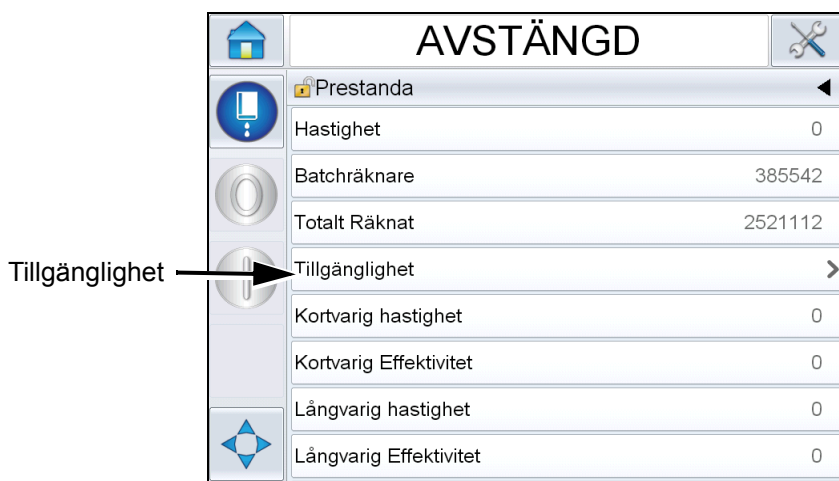 AVSTÄNGD
Prestanda
Hastighet 0
Batchräknare 385542
Totalt Räknat 2521112
Tillgänglighet
Tillgänglighet
Kortvarig hastighet 0
Kortvarig Effektivitet 0
Långvarig hastighet 0
Långvarig Effektivitet 0